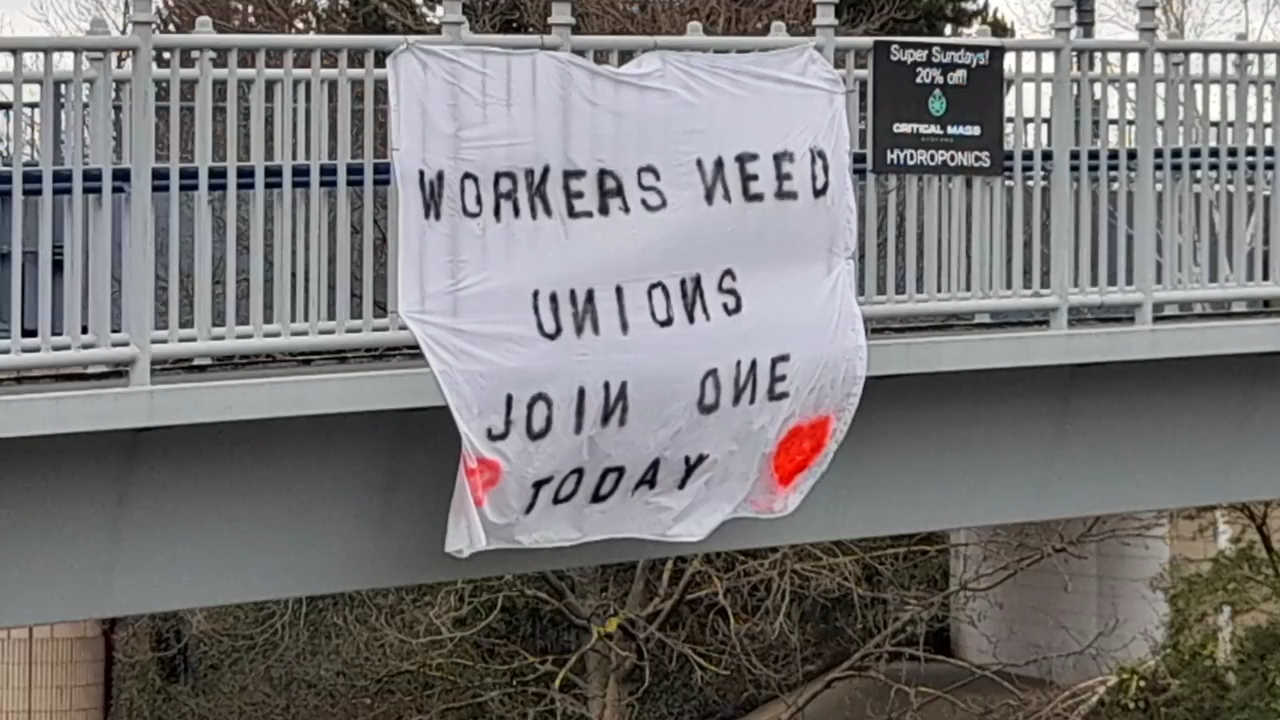 WORKERS NEED
UNIONS
JOIN ONE
TODAY
Super Sundays!
20% off!
CRITICAL MASS
HYDROPONICS